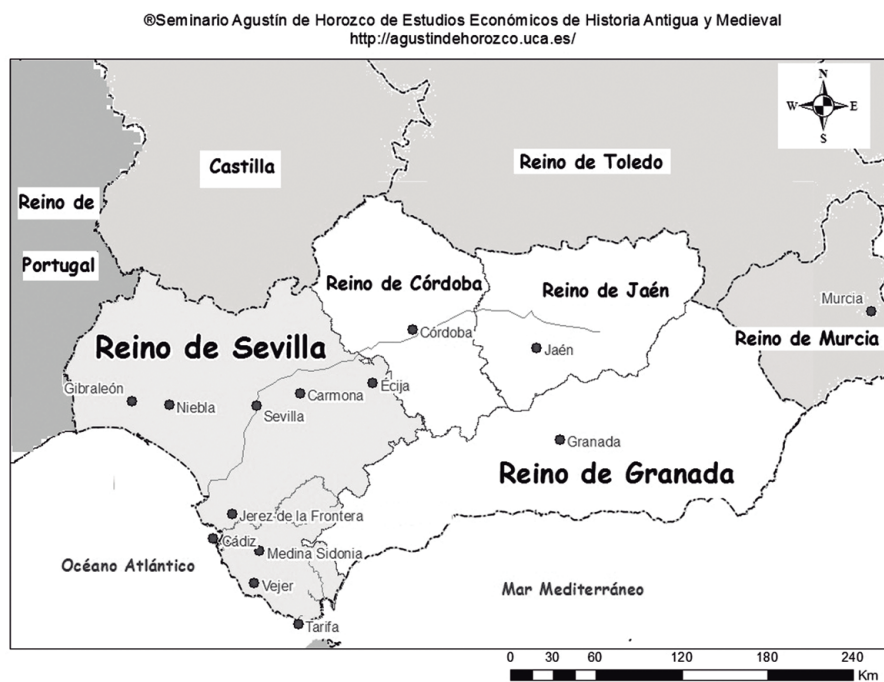 ®Seminario Agustín de Horozco de Estudios Económicos de Historia Antigua y Medieval
http://agustindehorozco.uca.es/
N
W E
S
Castilla
Reino de Toledo
Reino de
Portugal
Reino de Córdoba
Reino de Jaén
Murcia
Córdoba
Reino de Sevilla
Jaén
Reino de Murcia
Gibraleón
Niebla
Sevilla
Carmona
Écija
Granada
Reino de Granada
Jerez de la Frontera
Cádiz
Medina Sidonia
Océano Atlántico
Vejer
Mar Mediterráneo
Tarifa
0 30 60 120 180 240
Km